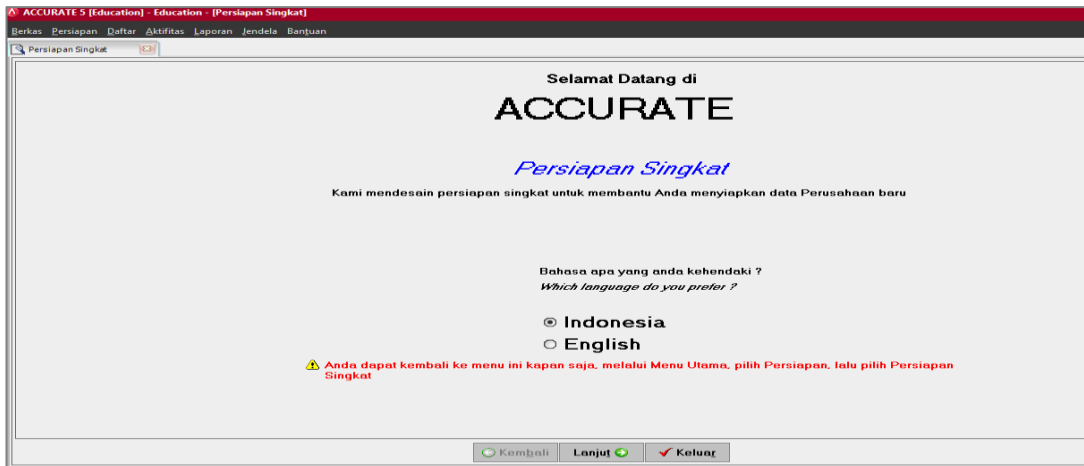 ACCURATE 5 [Education] - Education - [Persiapan Singkat]
Berkas Persiapan Daftar Aktifitas Laporan Jendela Bantuan
Persiapan Singkat
Selamat Datang di
ACCURATE
Persiapan Singkat
Kami mendesain persiapan singkat untuk membantu Anda menyiapkan data Perusahaan baru
Bahasa apa yang anda kehendaki ?
Which language do you prefer ?
Indonesia
English
Anda dapat kembali ke menu ini kapan saja, melalui Menu Utama, pilih Persiapan, lalu pilih Persiapan
Singkat
Kembali Lanjut Keluar